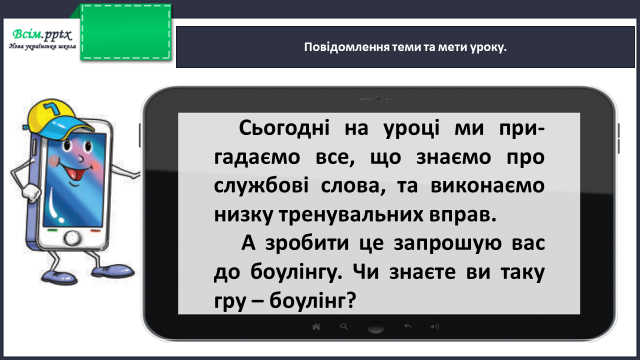 Всім.pptx
Нова українська школа
Повідомлення теми та мети уроку.
Сьогодні на уроці ми при-
гадаємо все, що знаємо про
службові слова, та виконаємо
низку тренувальних вправ.
А зробити це запрошую вас
до боулінгу. Чи знаєте ви таку
гру – боулінг?